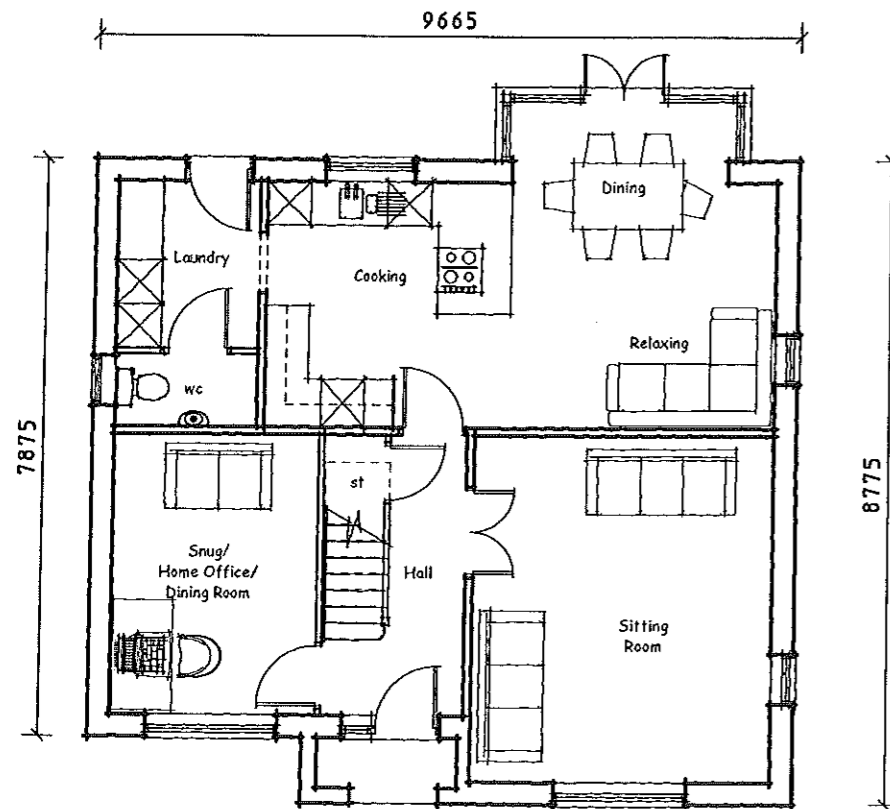 9665
Dining
Laundry
Cooking
Relaxing
wc
7875
8775
st
Snug/
Home Office/
Dining Room
Hall
Sitting
Room